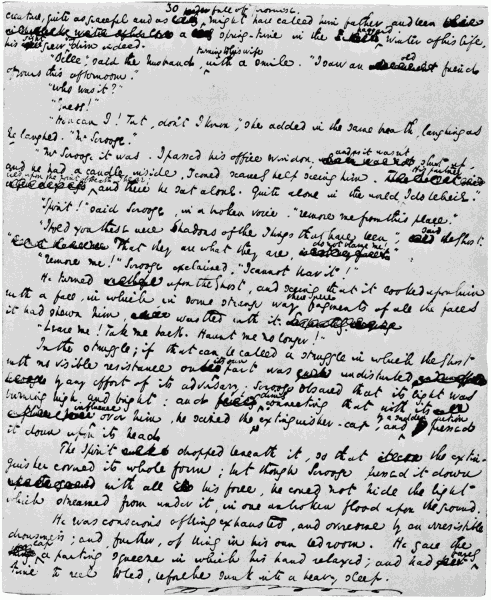 30
creature, quite as graceful and as full of promise, might have called him father, and been a
spring-time in the haggard winter of his life, his sight grew dim indeed.
"Belle," said the husband, turning to his wife with a smile, "I saw an old friend
of yours this afternoon."
"Who was it?"
"Guess!"
"How can I! Tut, don't I know," she added in the same breath, laughing as
he laughed. "Mr Scrooge."
"Mr Scrooge it was. I passed his office window, and as it was not shut up,
and he had a candle inside, I could scarcely help seeing him. His partner
lies upon the point of death I hear
and there he sat alone. Quite alone in the world, I do believe."
"Spirit!" said Scrooge, in a broken voice. "remove me from this place."
"I told you these were shadows of the things that have been," said the Ghost.
"That they are what they are, do not blame me!"
"Remove me!" Scrooge exclaimed. "I cannot bear it!"
He turned upon the Ghost, and seeing that it looked upon him
with a face, in which in some strange way there were fragments of all the faces
it had shewn him, wrestled with it.
"Leave me! Take me back. Haunt me no longer!"
In the struggle; if that can be called a struggle in which the Ghost
with no visible resistance on its own part was undisturbed
by any effort of its adversary; Scrooge observed that its light was
burning high and bright; and dimly connecting that with its
influence over him, he seized the extinguisher-cap, and by a sudden action pressed
it down upon its head.
The Spirit dropped beneath it, so that the extin-
guisher covered its whole form; but though Scrooge pressed it down
with all his force, he could not hide the light
which streamed from under it, in one unbroken flood upon the ground.
He was conscious of being exhausted, and overcome by an irresistible
drowsiness; and further, of being in his own bedroom. He gave the
cap a parting squeeze in which his hand relaxed; and had barely
time to reel to bed, before he sank into a heavy sleep.